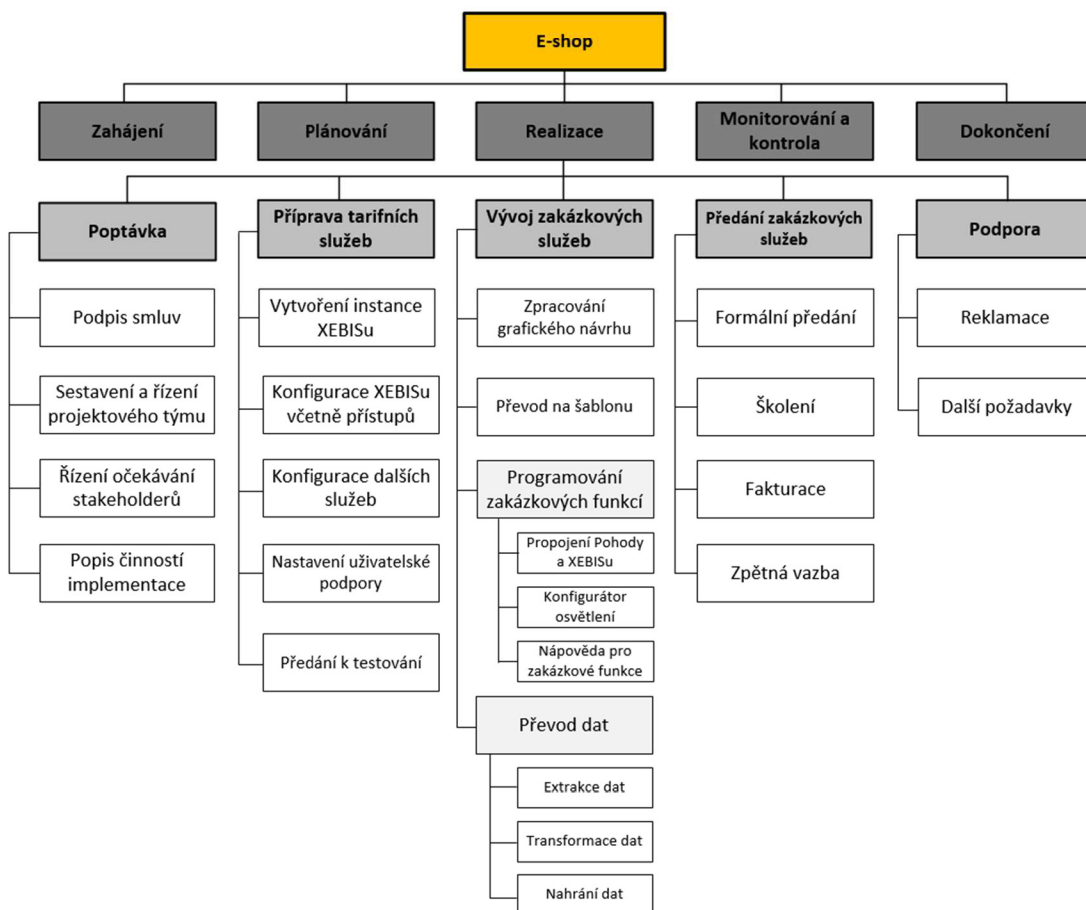 E-shop
Zahájení
Plánování
Realizace
Monitorování a
kontrola
Dokončení
Poptávka
Příprava tarifních
služeb
Vývoj zakázkových
služeb
Předání zakázkových
služeb
Podpora
Podpis smluv
Sestavení a řízení
projektového týmu
Řízení očekávání
stakeholderů
Popis činností
implementace
Vytvoření instance
XEBISu
Konfigurace XEBISu
včetně přístupů
Konfigurace dalších
služeb
Nastavení uživatelské
podpory
Předání k testování
Zpracování
grafického návrhu
Převod na šablonu
Programování
zakázkových funkcí
Propojení Pohody
a XEBISu
Konfigurátor
osvětlení
Nápověda pro
zakázkové funkce
Převod dat
Extrakce dat
Transformace dat
Nahrání dat
Formální předání
Školení
Fakturace
Zpětná vazba
Reklamace
Další požadavky